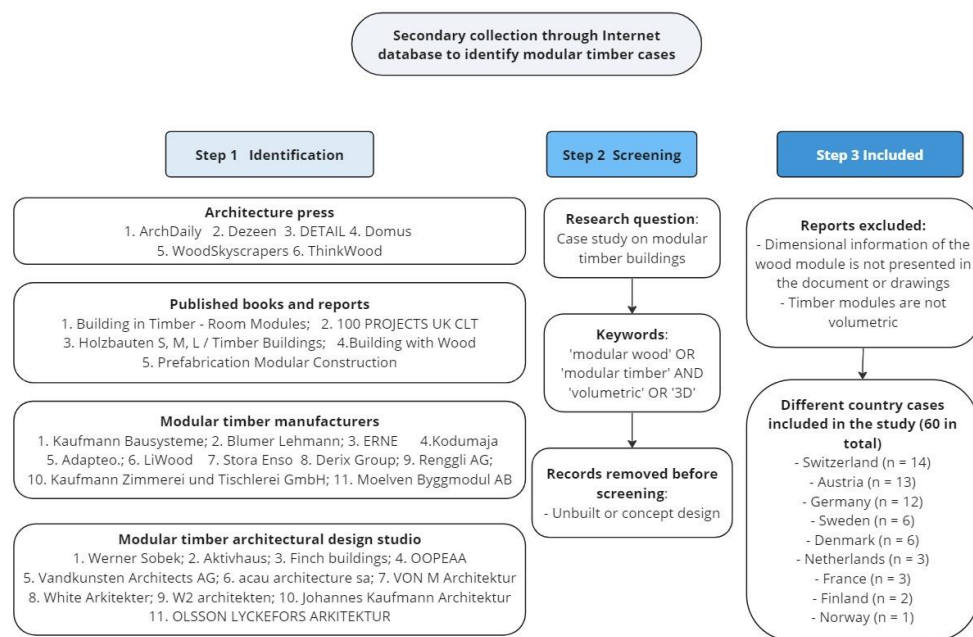 Secondary collection through Internet
database to identify modular timber cases
Step 1 Identification
Architecture press
1. ArchDaily 2. Dezeen 3. DETAIL 4. Domus
5. WoodSkyscrapers 6. ThinkWood
Published books and reports
1. Building in Timber - Room Modules; 2. 100 PROJECTS UK CLT
3. Holzbauten S, M, L / Timber Buildings; 4.Building with Wood
5. Prefabrication Modular Construction
Modular timber manufacturers
1. Kaufmann Bausysteme; 2. Blumer Lehmann; 3. ERNE 4.Kodumaja
5. Adapteo.; 6. LiWood 7. Stora Enso 8. Derix Group; 9. Renggli AG;
10. Kaufmann Zimmerei und Tischlerei GmbH; 11. Moelven Byggmodul AB
Modular timber architectural design studio
1. Werner Sobek; 2. Aktivhaus; 3. Finch buildings; 4. OOPEAA
5. Vandkunsten Architects AG; 6. acau architecture sa; 7. VON M Architektur
8. White Arkitekter; 9. W2 architekten; 10. Johannes Kaufmann Architektur
11. OLSSON LYCKEFORS ARKITEKTUR
Step 2 Screening
Research question:
Case study on modular
timber buildings
Keywords:
'modular wood' OR
'modular timber' AND
'volumetric' OR '3D'
Records removed before
screening:
- Unbuilt or concept design
Step 3 Included
Reports excluded:
- Dimensional information of the
wood module is not presented in
the document or drawings
- Timber modules are not
volumetric
Different country cases
included in the study (60 in
total)
- Switzerland (n = 14)
- Austria (n = 13)
- Germany (n = 12)
- Sweden (n = 6)
- Denmark (n = 6)
- Netherlands (n = 3)
- France (n = 3)
- Finland (n = 2)
- Norway (n = 1)